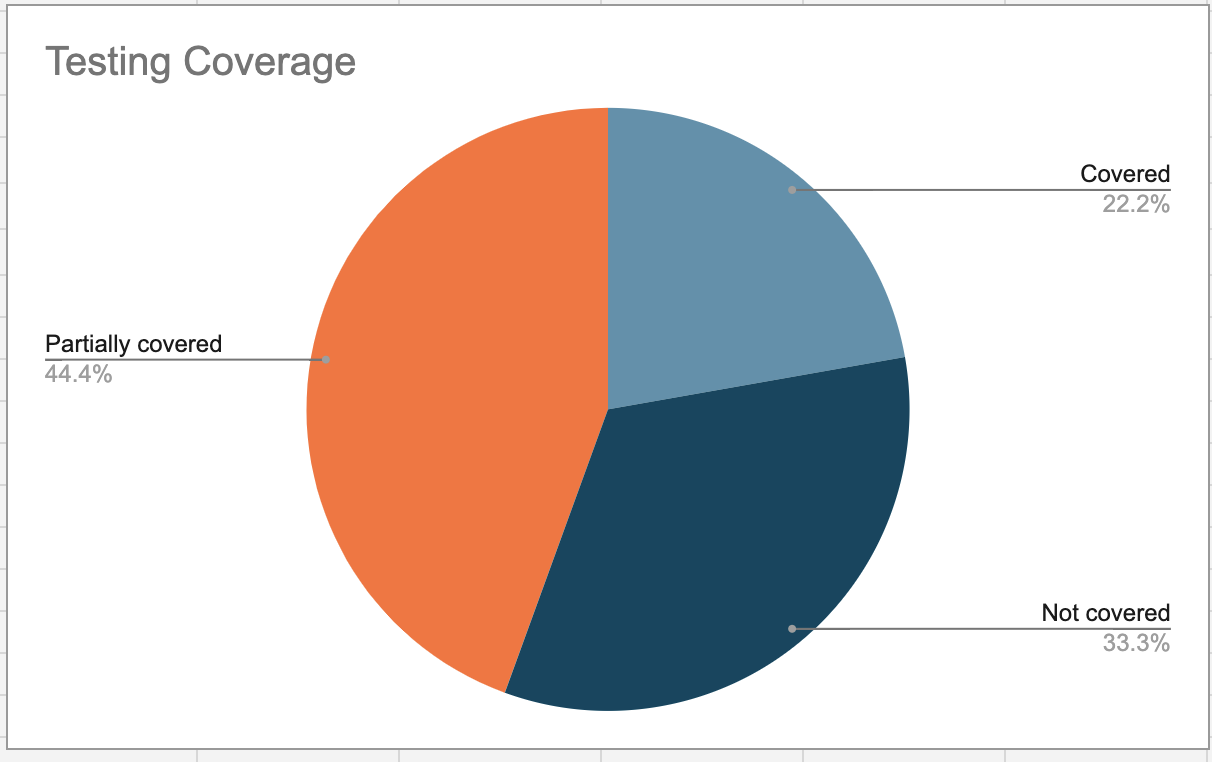 Testing Coverage
Covered
22.2%
Partially covered
44.4%
Not covered
33.3%